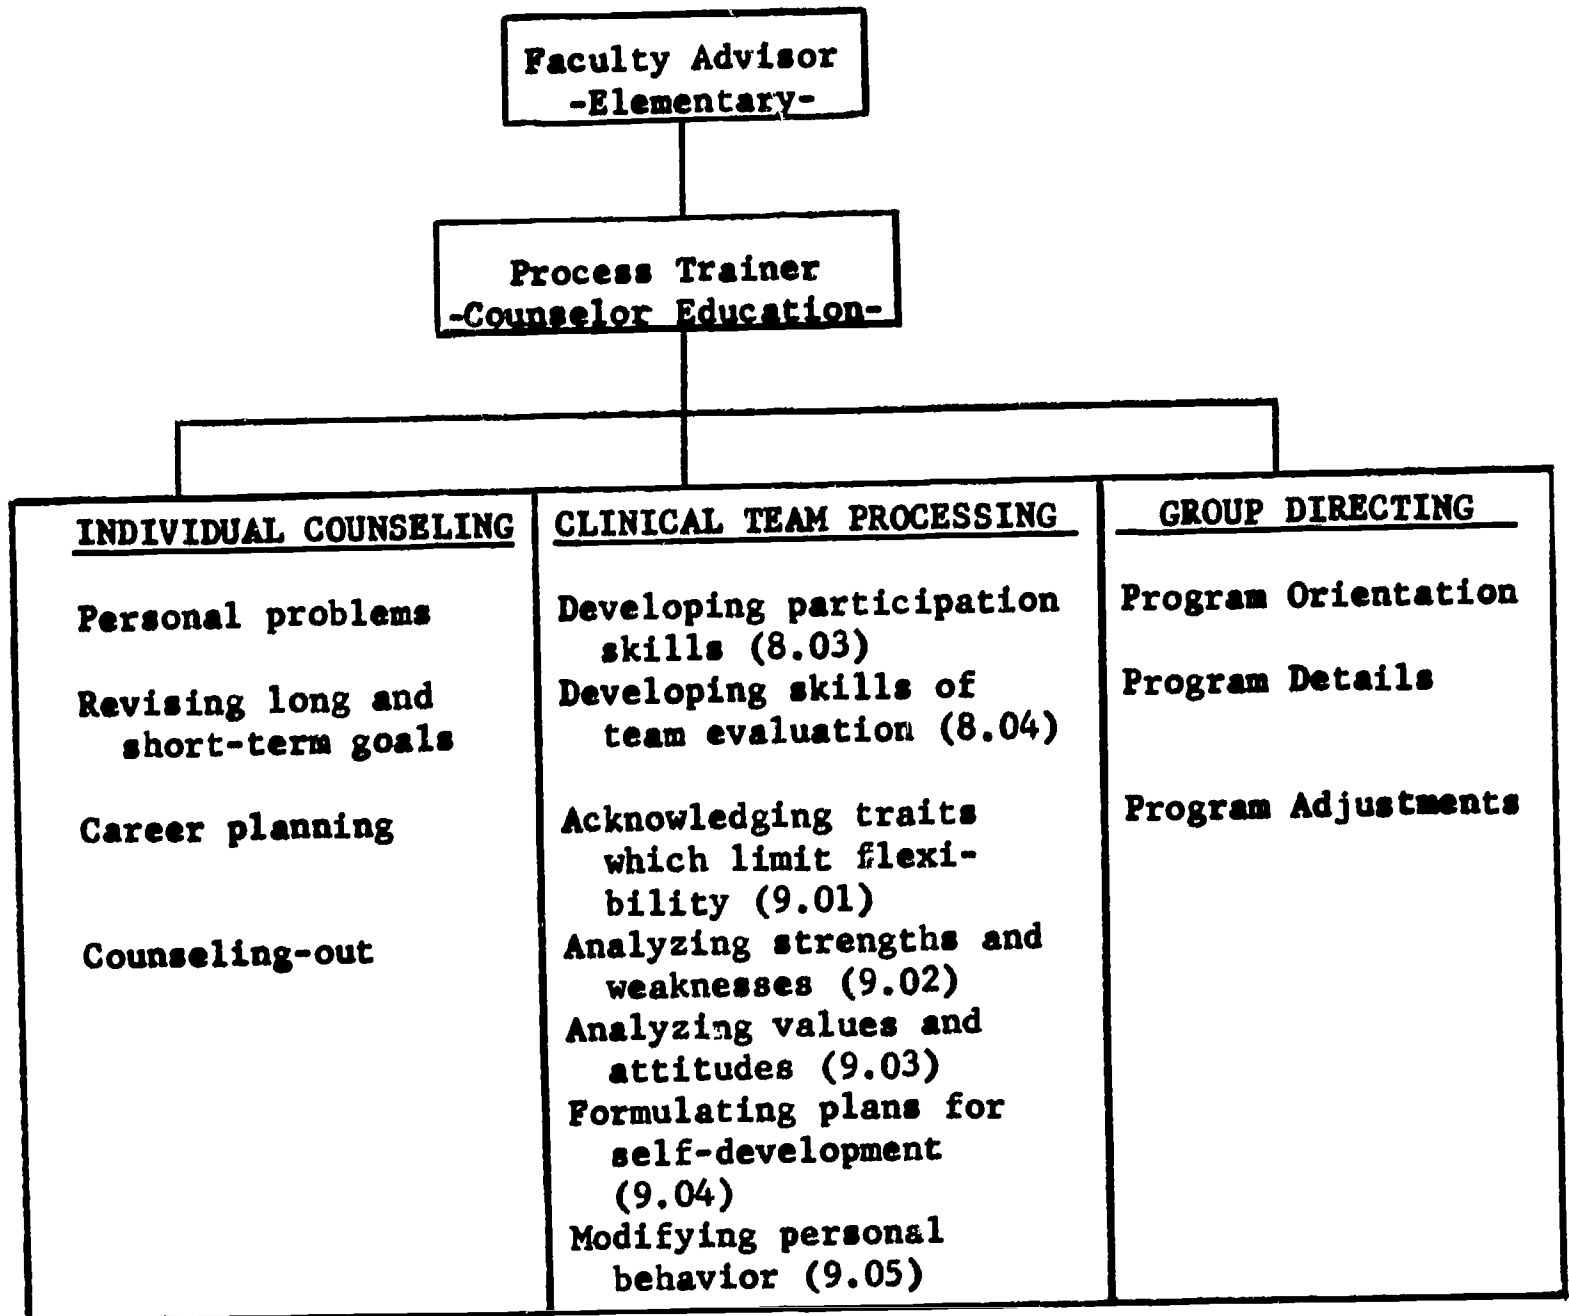 Faculty Advisor
-Elementary-
Process Trainer
-Counselor Education-
INDIVIDUAL COUNSELING
Personal problems
Revising long and
short-term goals
Career planning
Counseling-out
CLINICAL TEAM PROCESSING
Developing participation
skills (8.03)
Developing skills of
team evaluation (8.04)
Acknowledging traits
which limit flexi-
bility (9.01)
Analyzing strengths and
weaknesses (9.02)
Analyzing values and
attitudes (9.03)
Formulating plans for
self-development
(9.04)
Modifying personal
behavior (9.05)
GROUP DIRECTING
Program Orientation
Program Details
Program Adjustments